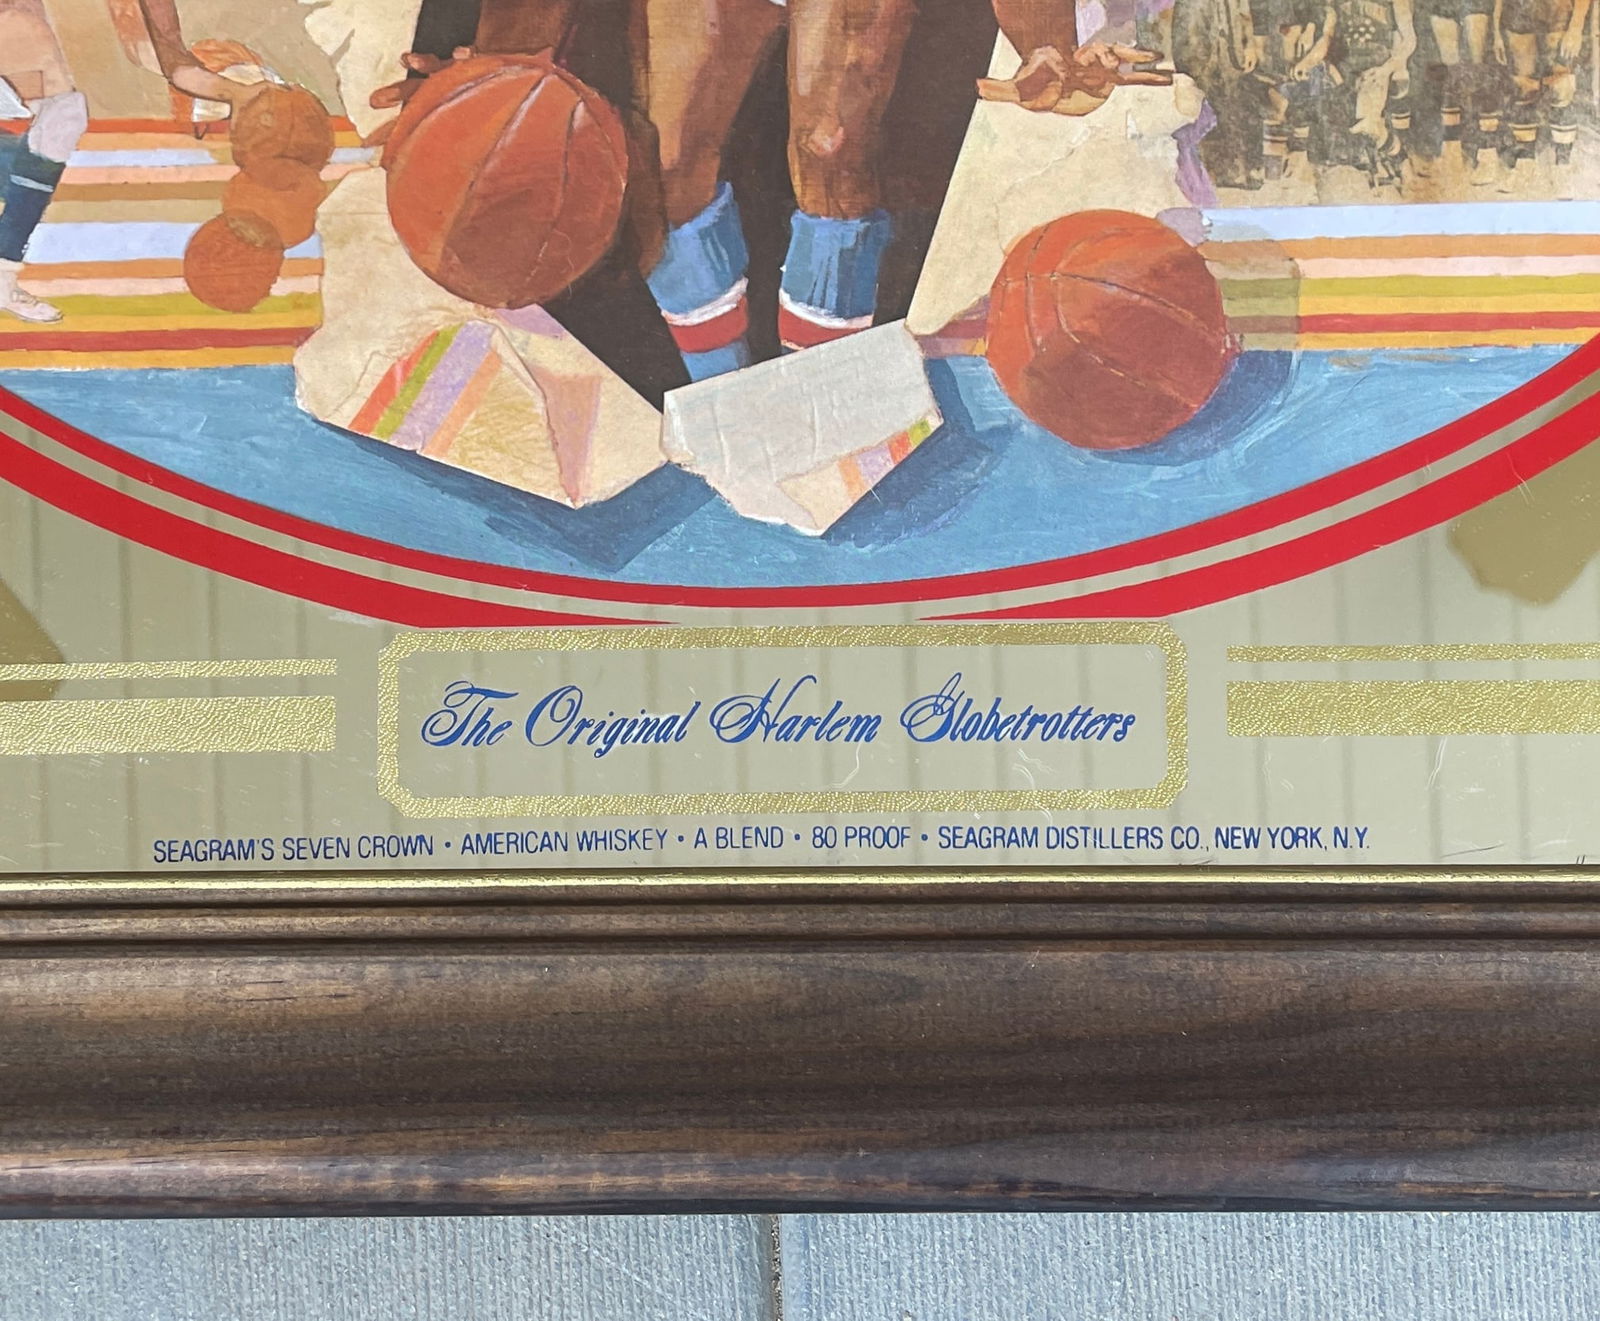 The Original Harlem Globetrotters
SEAGRAM'S SEVEN CROWN • AMERICAN WHISKEY • A BLEND • 80 PROOF • SEAGRAM DISTILLERS CO., NEW YORK, N.Y.